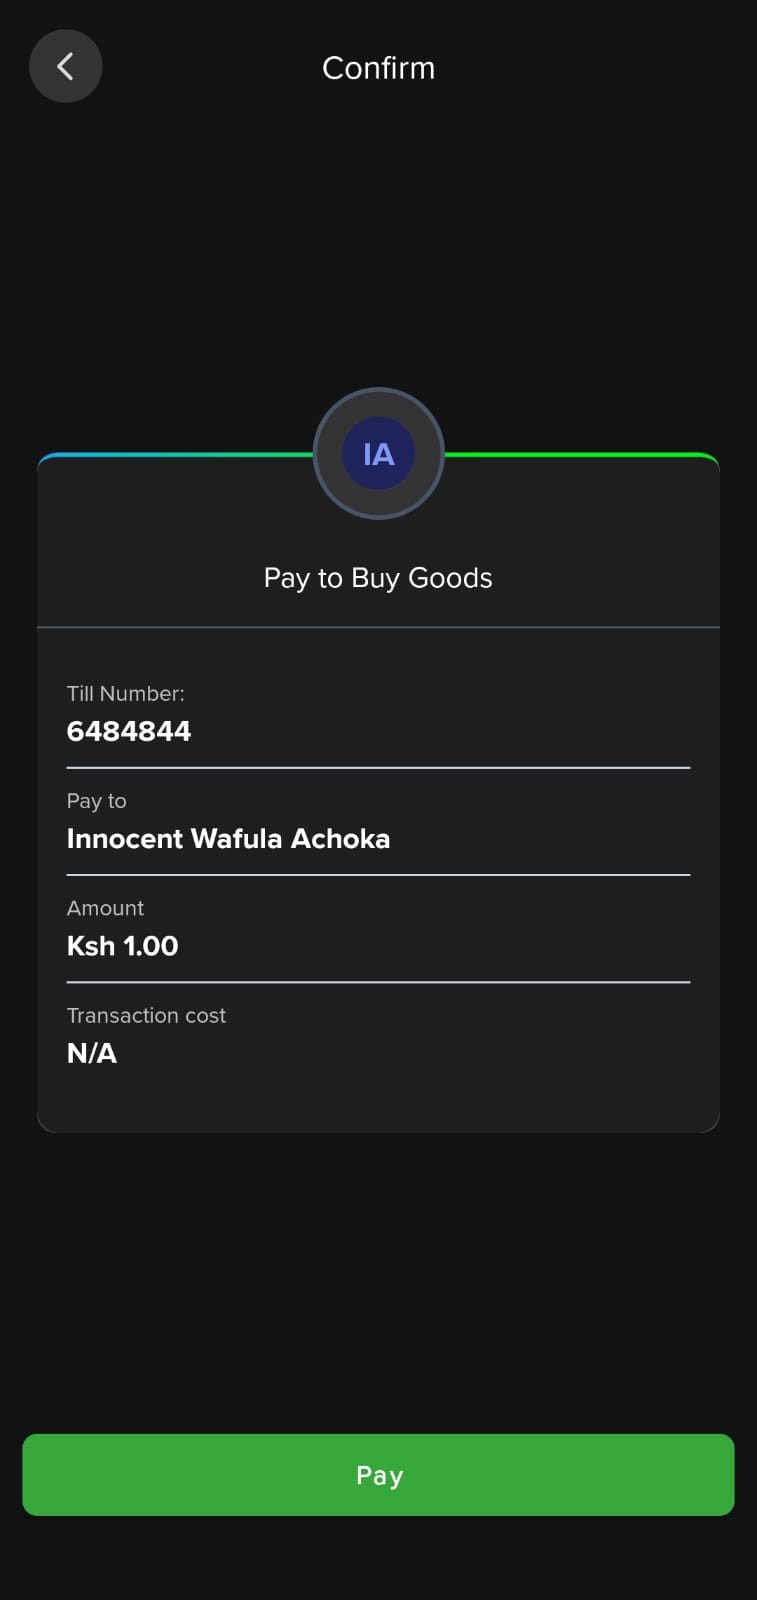 Confirm
IA
Pay to Buy Goods
Till Number:
6484844
Pay to
Innocent Wafula Achoka
Amount
Ksh 1.00
Transaction cost
N/A
Pay